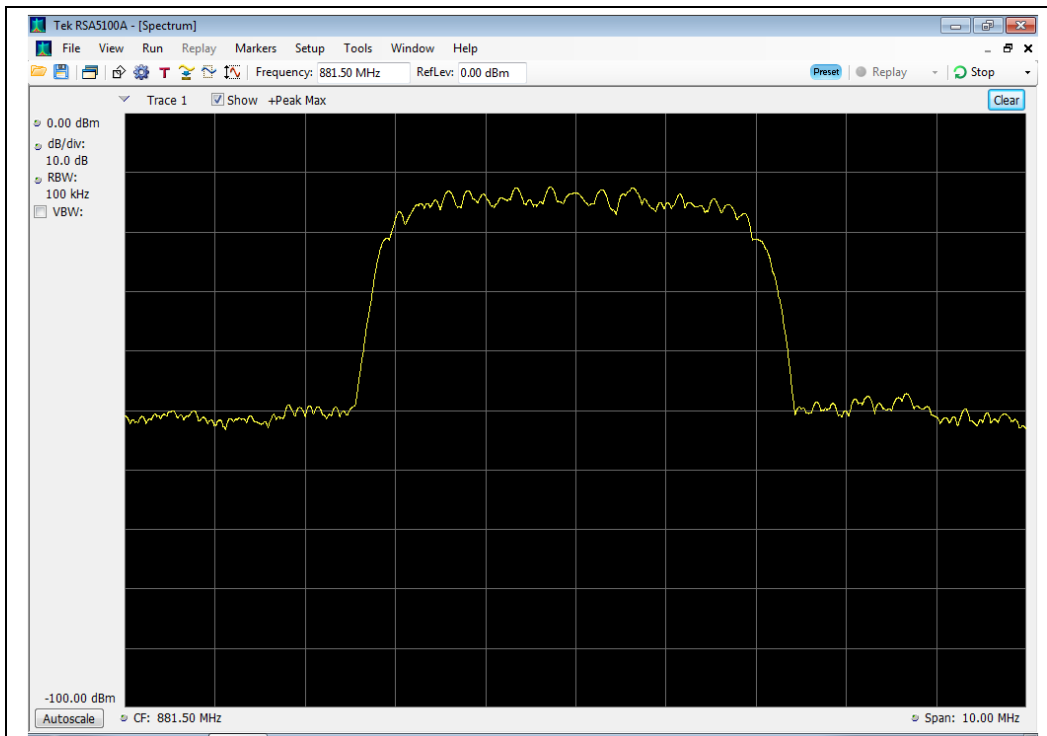 Tek RSA5100A - [Spectrum]
File View Run Replay Markers Setup Tools Window Help
T Frequency: 881.50 MHz RefLev: 0.00 dBm Preset Replay Stop
Trace 1 Show +Peak Max Clear
0.00 dBm
dB/div:
10.0 dB
RBW:
100 kHz
VBW:
-100.00 dBm
Autoscale CF: 881.50 MHz Span: 10.00 MHz